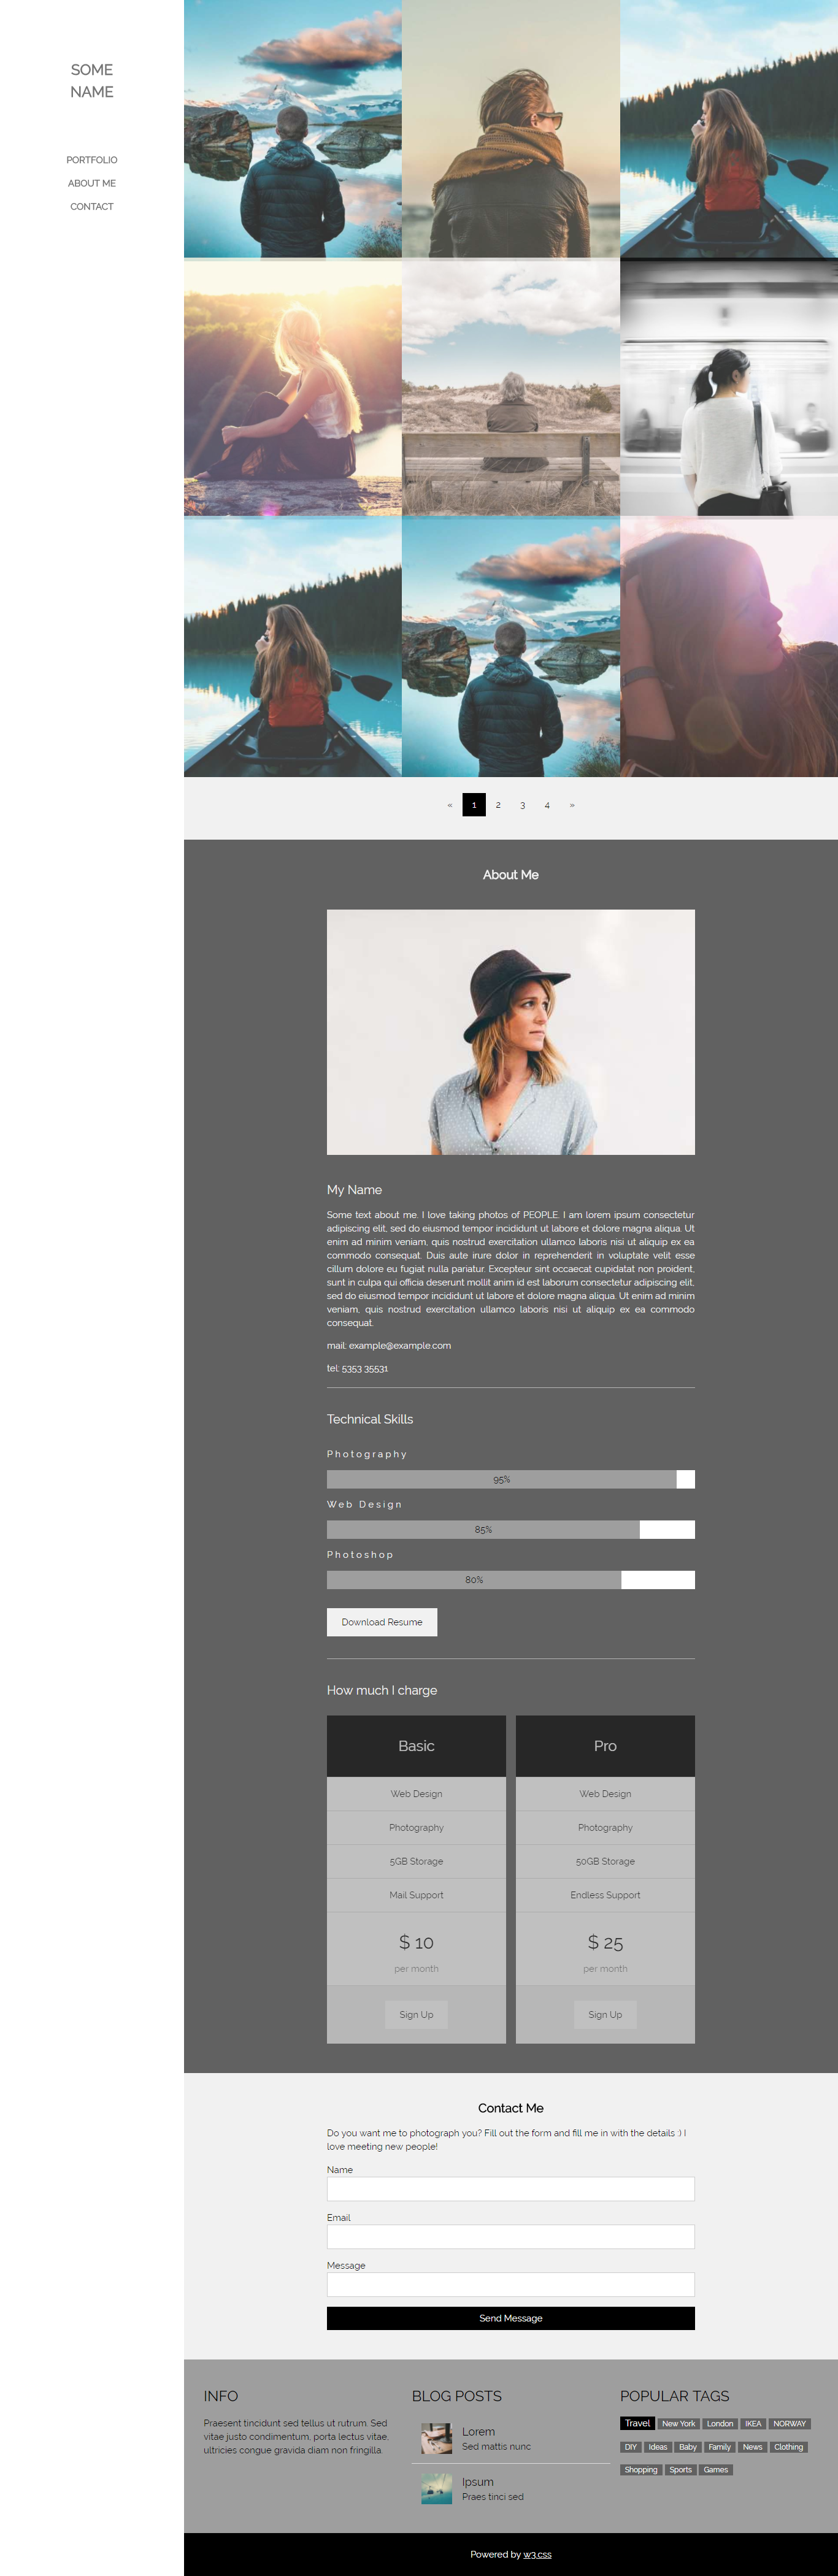 SOME
NAME
PORTFOLIO
ABOUT ME
CONTACT
« 1 2 3 4 »
About Me
My Name
Some text about me. I love taking photos of PEOPLE. I am lorem ipsum consectetur
adipiscing elit, sed do eiusmod tempor incididunt ut labore et dolore magna aliqua. Ut
enim ad minim veniam, quis nostrud exercitation ullamco laboris nisi ut aliquip ex ea
commodo consequat. Duis aute irure dolor in reprehenderit in voluptate velit esse
cillum dolore eu fugiat nulla pariatur. Excepteur sint occaecat cupidatat non proident,
sunt in culpa qui officia deserunt mollit anim id est laborum consectetur adipiscing elit,
sed do eiusmod tempor incididunt ut labore et dolore magna aliqua. Ut enim ad minim
veniam, quis nostrud exercitation ullamco laboris nisi ut aliquip ex ea commodo
consequat.
mail: example@example.com
tel: 5353 35531
Technical Skills
Photography
95%
Web Design
85%
Photoshop
80%
Download Resume
How much I charge
Basic
Web Design
Photography
5GB Storage
Mail Support
$ 10
per month
Sign Up
Pro
Web Design
Photography
50GB Storage
Endless Support
$ 25
per month
Sign Up
Contact Me
Do you want me to photograph you? Fill out the form and fill me in with the details :) I
love meeting new people!
Name
Email
Message
Send Message
INFO
Praesent tincidunt sed tellus ut rutrum. Sed
vitae justo condimentum, porta lectus vitae,
ultricies congue gravida diam non fringilla.
BLOG POSTS
Lorem
Sed mattis nunc
Ipsum
Praes tinci sed
POPULAR TAGS
Travel New York London IKEA NORWAY
DIY Ideas Baby Family News Clothing
Shopping Sports Games
Powered by w3.css